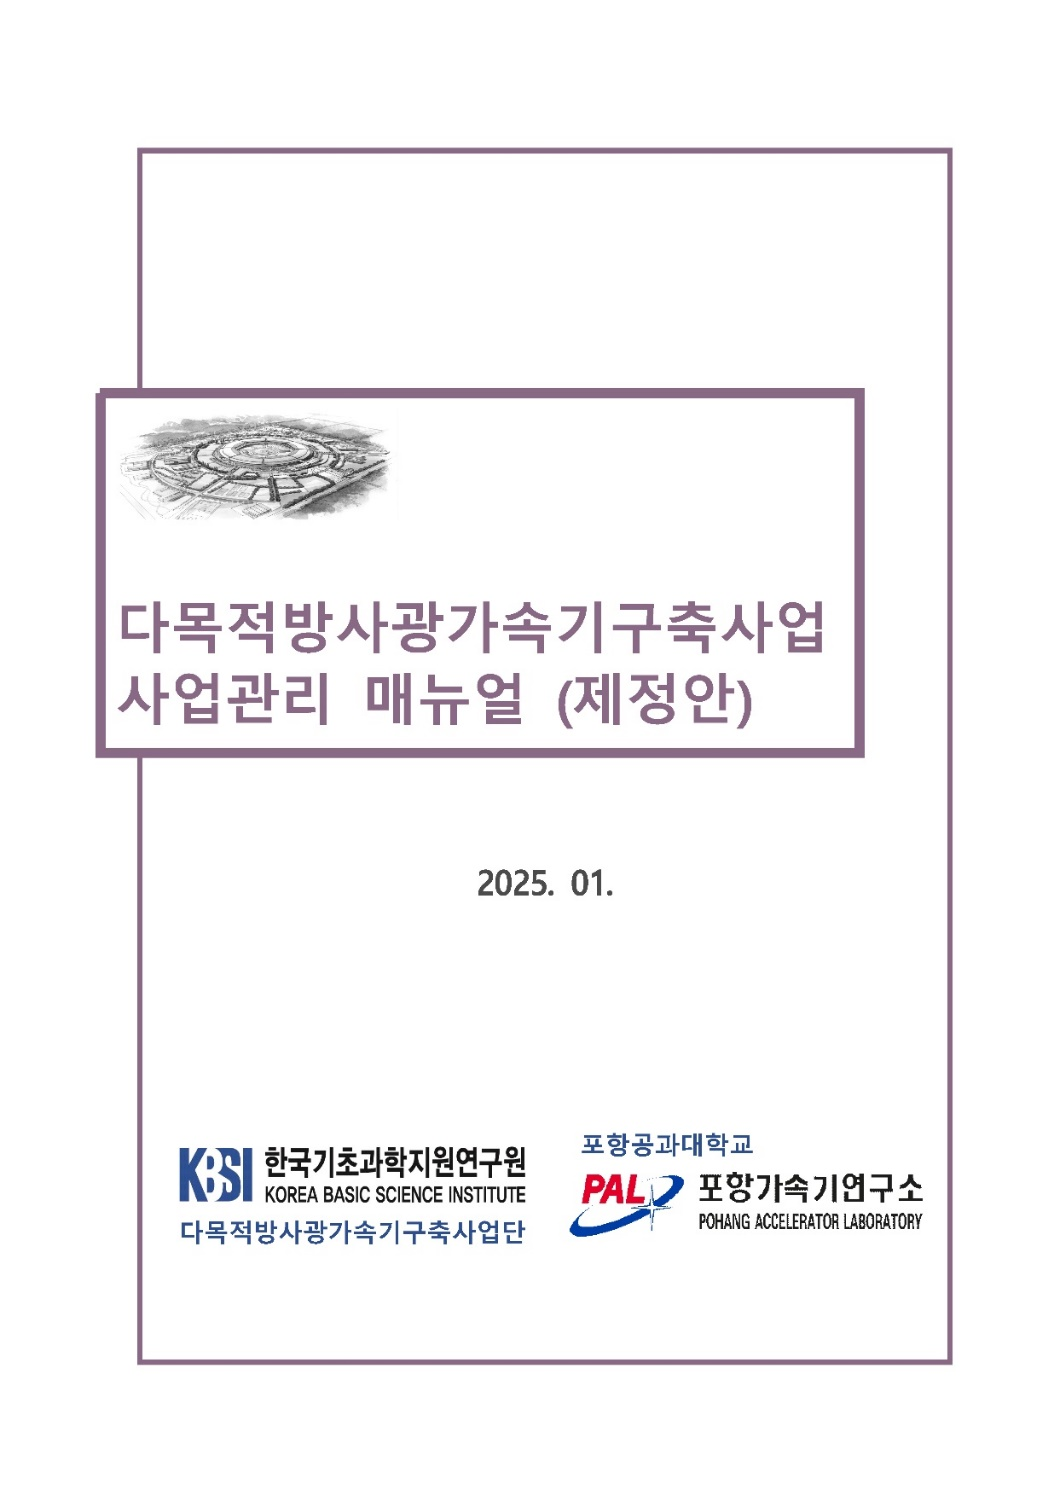 다목적방사광가속기구축사업
사업관리 매뉴얼 (제정안)
2025. 01.
KBSI 한국기초과학지원연구원
KOREA BASIC SCIENCE INSTITUTE
다목적방사광가속기구축사업단
포항공과대학교
PAL 포항가속기연구소
POHANG ACCELERATOR LABORATORY